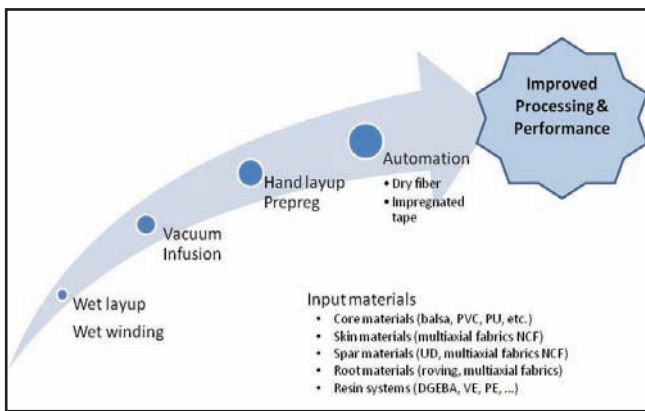 Improved
Processing &
Performance
Automation
• Dry fiber
• Impregnated
tape
Hand layup
Prepreg
Vacuum
Infusion
Wet layup
Wet winding
Input materials
• Core materials (balsa, PVC, PU, etc.)
• Skin materials (multiaxial fabrics NCF)
• Spar materials (UD, multiaxial fabrics NCF)
• Root materials (roving, multiaxial fabrics)
• Resin systems (DGEBA, VE, PE, ...)